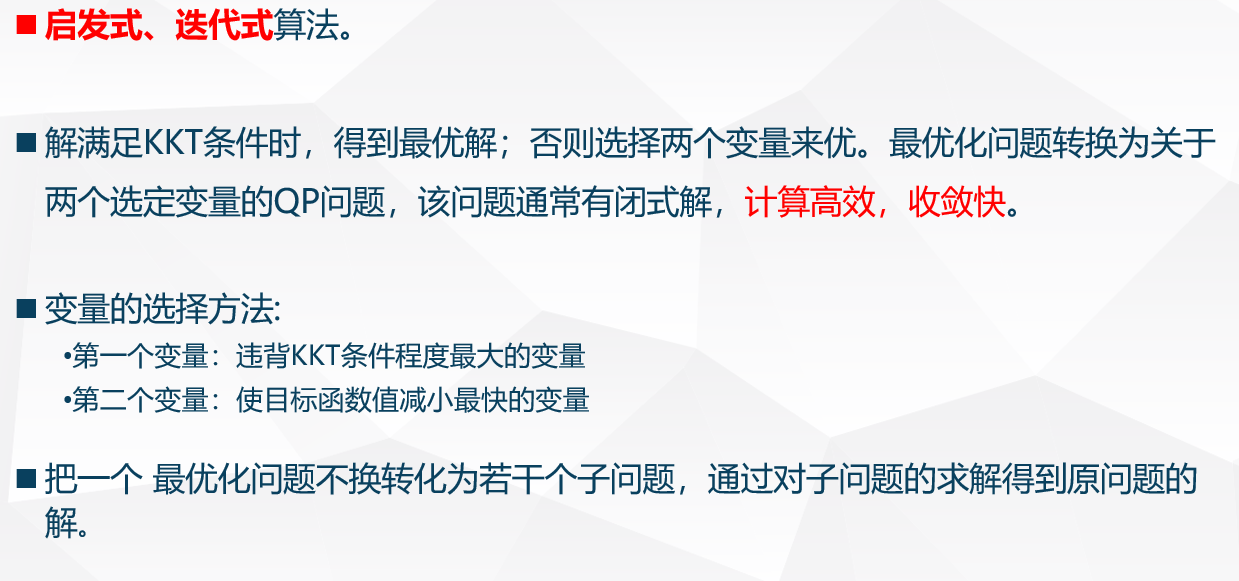 ■启发式、迭代式算法。
■解满足KKT条件时，得到最优解；否则选择两个变量来优。最优化问题转换为关于
两个选定变量的QP问题，该问题通常有闭式解，计算高效，收敛快。
■变量的选择方法:
•第一个变量：违背KKT条件程度最大的变量
•第二个变量：使目标函数值减小最快的变量
■把一个 最优化问题不换转化为若干个子问题，通过对子问题的求解得到原问题的
解。